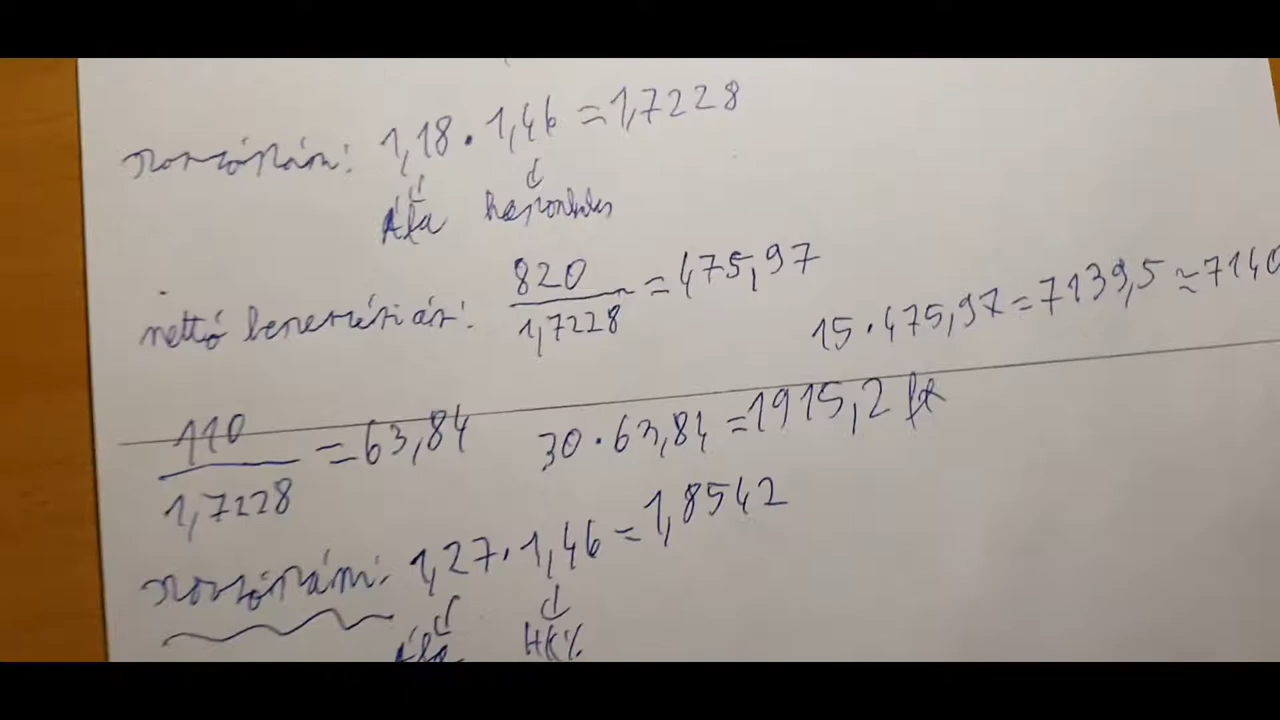 szorzószám: 1,18 · 1,46 = 1,7228
Áfa haszonkulcs
nettó beszerzési ár: 820 / 1,7228 = 475,97
15 · 475,97 = 7139,5 ≈ 7140
110 / 1,7228 = 63,84
30 · 63,84 = 1915,2 ft
szorzószám: 1,27 · 1,46 = 1,8542
Áfa HK%